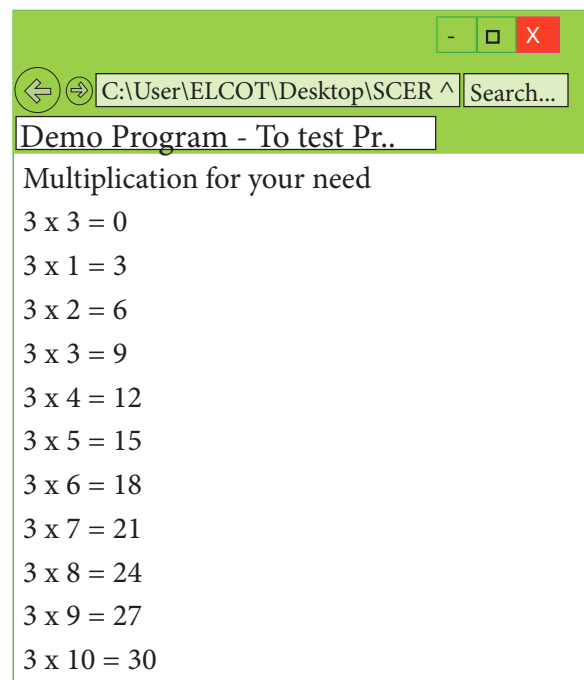 - X
C:\User\ELCOT\Desktop\SCER ^ Search...
Demo Program - To test Pr..
Multiplication for your need
3 x 3 = 0
3 x 1 = 3
3 x 2 = 6
3 x 3 = 9
3 x 4 = 12
3 x 5 = 15
3 x 6 = 18
3 x 7 = 21
3 x 8 = 24
3 x 9 = 27
3 x 10 = 30